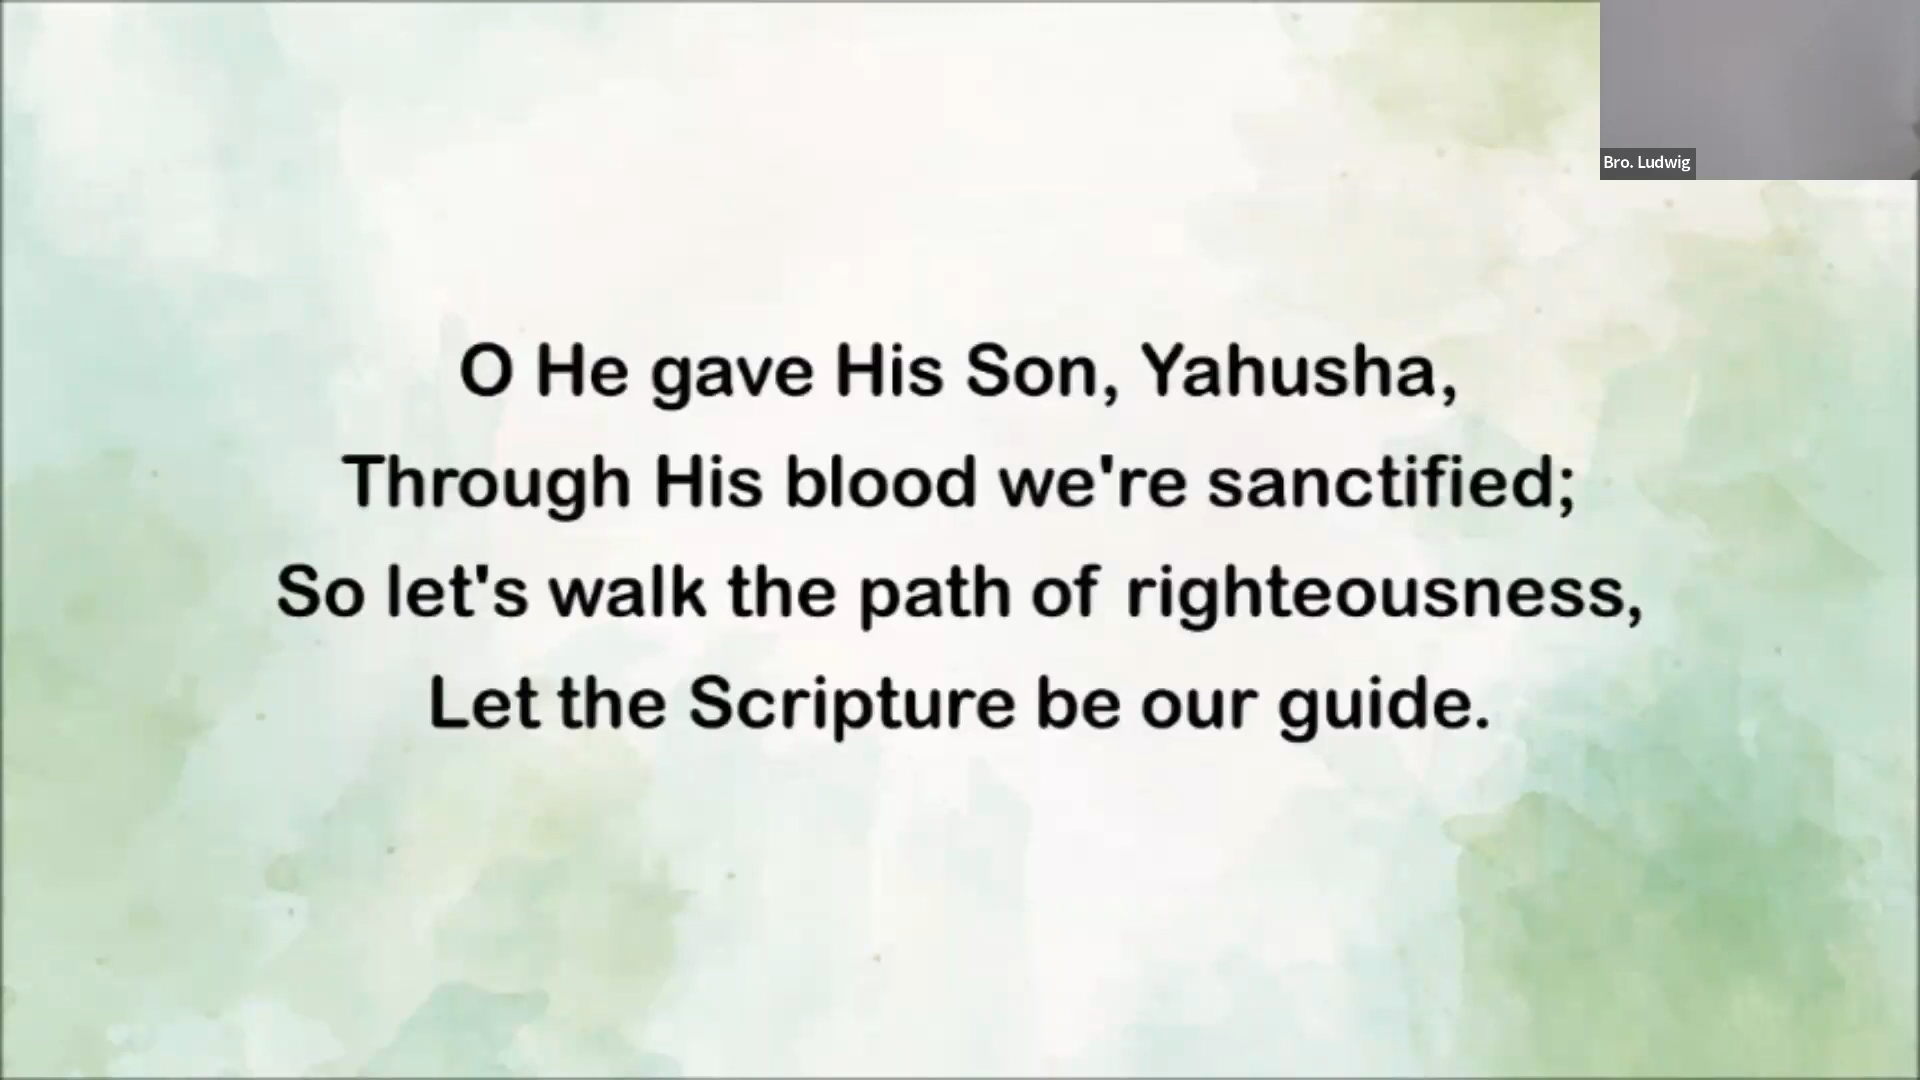 Bro. Ludwig
O He gave His Son, Yahusha,
Through His blood we're sanctified;
So let's walk the path of righteousness,
Let the Scripture be our guide.